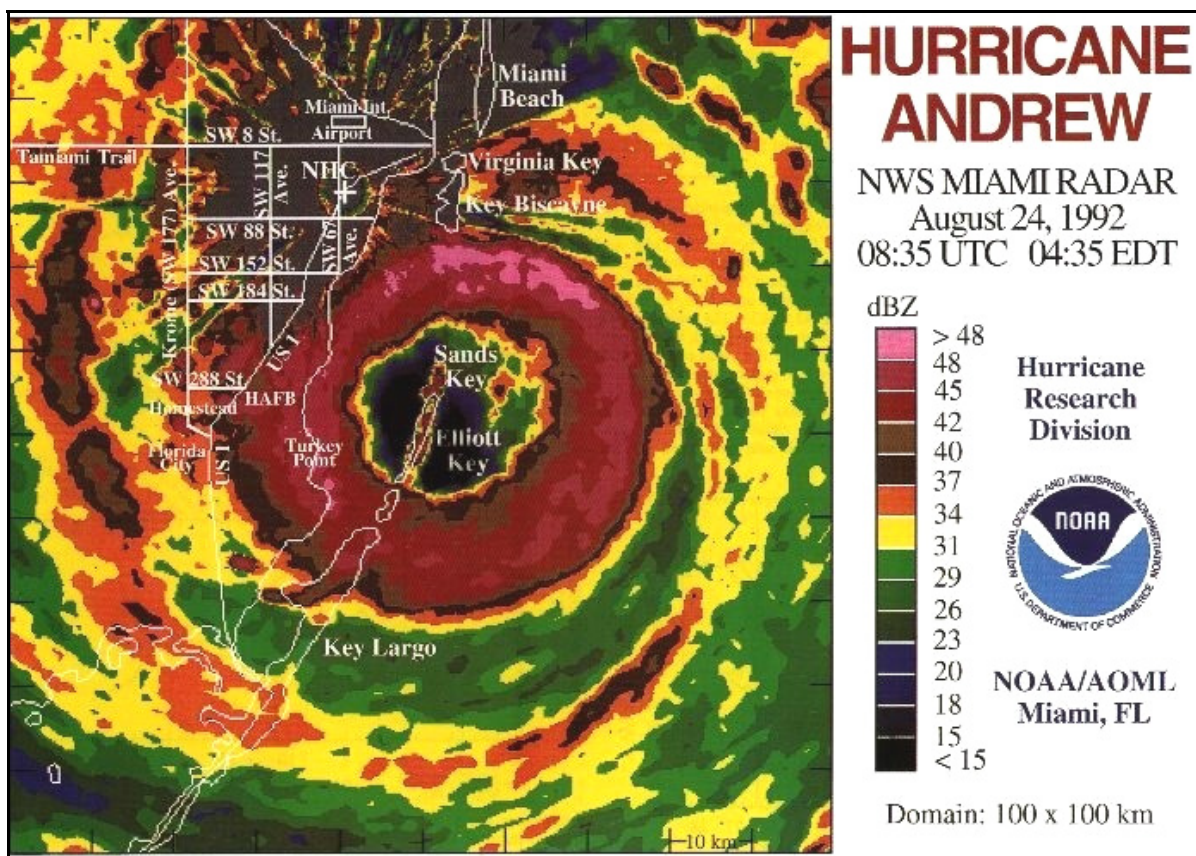 HURRICANE
ANDREW
NWS MIAMI RADAR
August 24, 1992
08:35 UTC 04:35 EDT
dBZ
> 48
48
45
42
40
37
34
31
29
26
23
20
18
15
< 15
Hurricane
Research
Division
NATIONAL OCEANIC AND ATMOSPHERIC ADMINISTRATION
NOAA
U.S. DEPARTMENT OF COMMERCE
NOAA/AOML
Miami, FL
Domain: 100 x 100 km
Miami
Beach
Miami Int.
Airport
SW 8 St.
Tamiami Trail
Krome (SW 177) Ave.
SW 117
Ave.
NHC
Virginia Key
Key Biscayne
SW 88 St.
SW 67
Ave.
SW 152 St.
SW 184 St.
US 1
SW 288 St.
HAFB
Homestead
Florida
City
US 1
Turkey
Point
Sands
Key
Elliott
Key
Key Largo
10 km